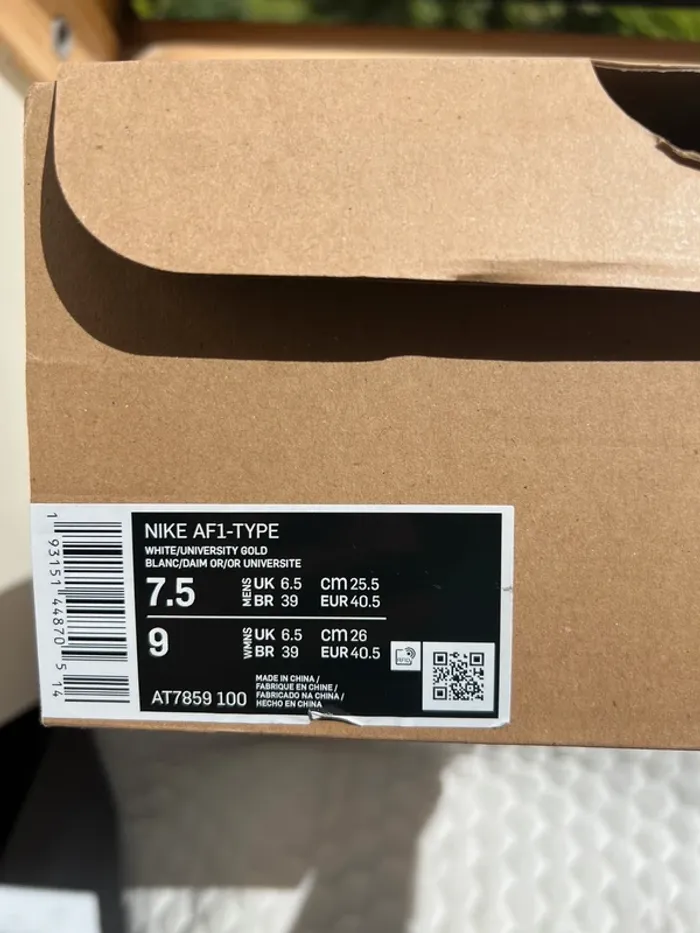 NIKE AF1-TYPE
WHITE/UNIVERSITY GOLD
BLANC/DAIM OR/OR UNIVERSITE
7.5 MENS UK 6.5 CM 25.5
BR 39 EUR 40.5
9 WMNS UK 6.5 CM 26
BR 39 EUR 40.5
AT7859 100
MADE IN CHINA /
FABRIQUE EN CHINE /
FABRICADO NA CHINA /
HECHO EN CHINA
1 93151 44870 5 14